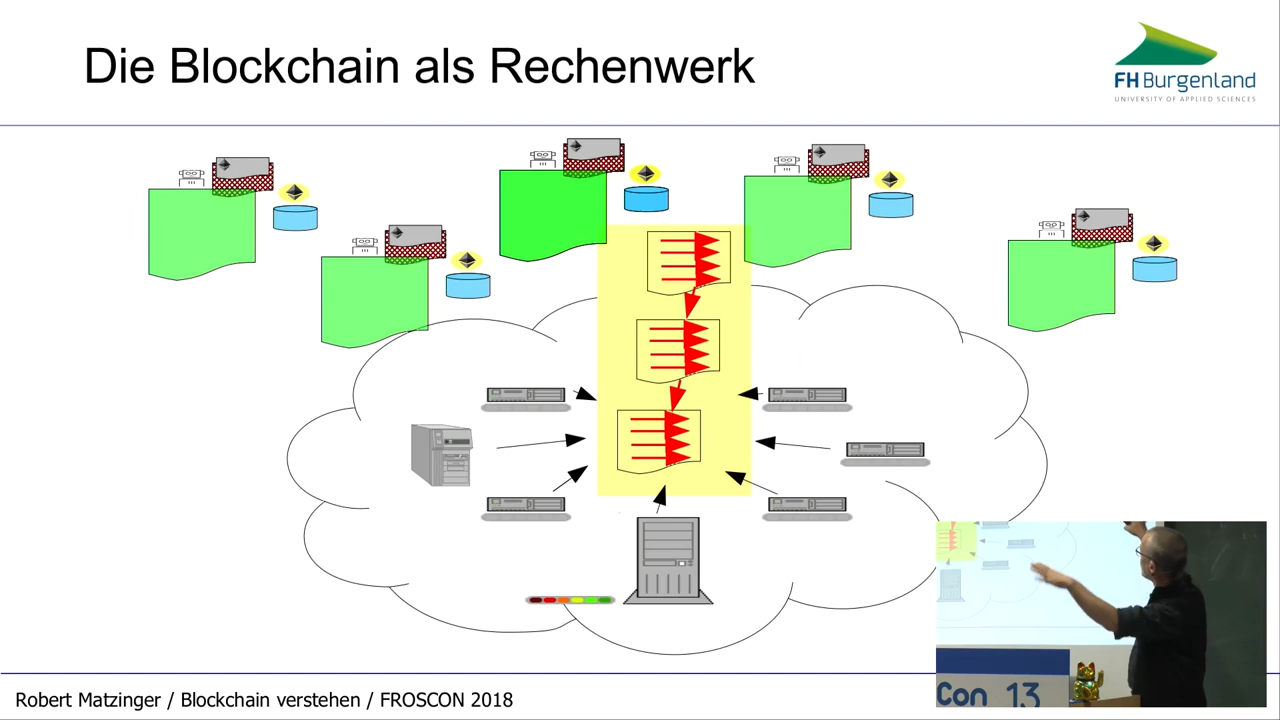 Die Blockchain als Rechenwerk
FH Burgenland
UNIVERSITY OF APPLIED SCIENCES
Con 13
Robert Matzinger / Blockchain verstehen / FROSCON 2018